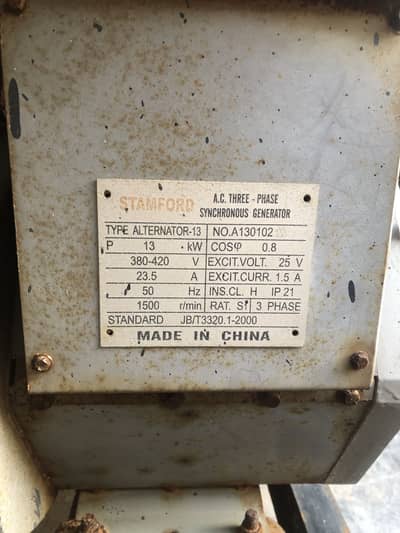 STAMFORD
A.C. THREE - PHASE
SYNCHRONOUS GENERATOR
TYPE ALTERNATOR-13 NO.A130102
P 13 kW COSφ 0.8
380-420 V EXCIT.VOLT. 25 V
23.5 A EXCIT.CURR. 1.5 A
50 Hz INS.CL H IP 21
1500 r/min RAT. S1 3 PHASE
STANDARD JB/T3320.1-2000
MADE IN CHINA